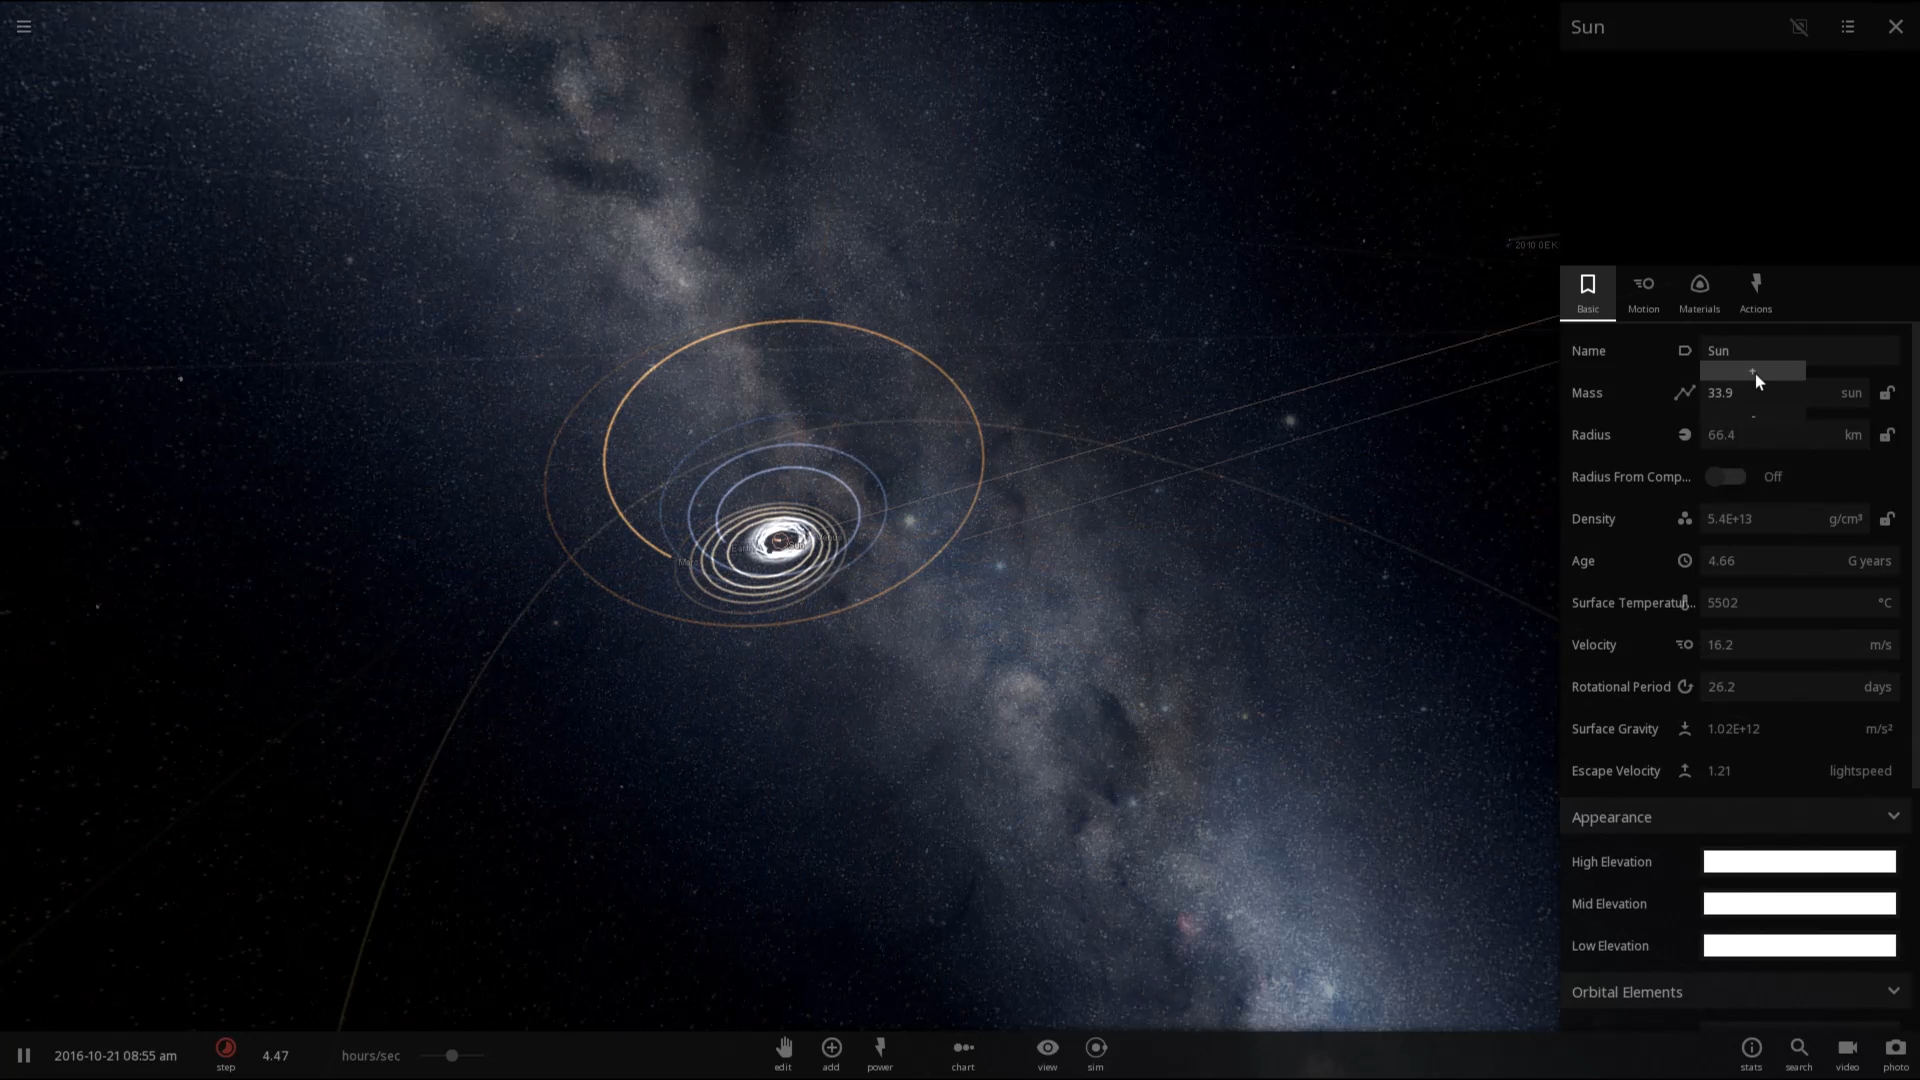 Sun
2010 0EK
Basic
Motion
Materials
Actions
Name
Sun
+
Mass
33.9
sun
-
Radius
66.4
km
Radius From Comp...
Off
Density
5.4E+13
g/cm³
Age
4.66
G years
Surface Temperatur...
5502
°C
Velocity
16.2
m/s
Rotational Period
26.2
days
Surface Gravity
1.02E+12
m/s²
Escape Velocity
1.21
lightspeed
Appearance
High Elevation
Mid Elevation
Low Elevation
Orbital Elements
2016-10-21 08:55 am
step
4.47
hours/sec
edit
add
power
chart
view
sim
stats
search
video
photo